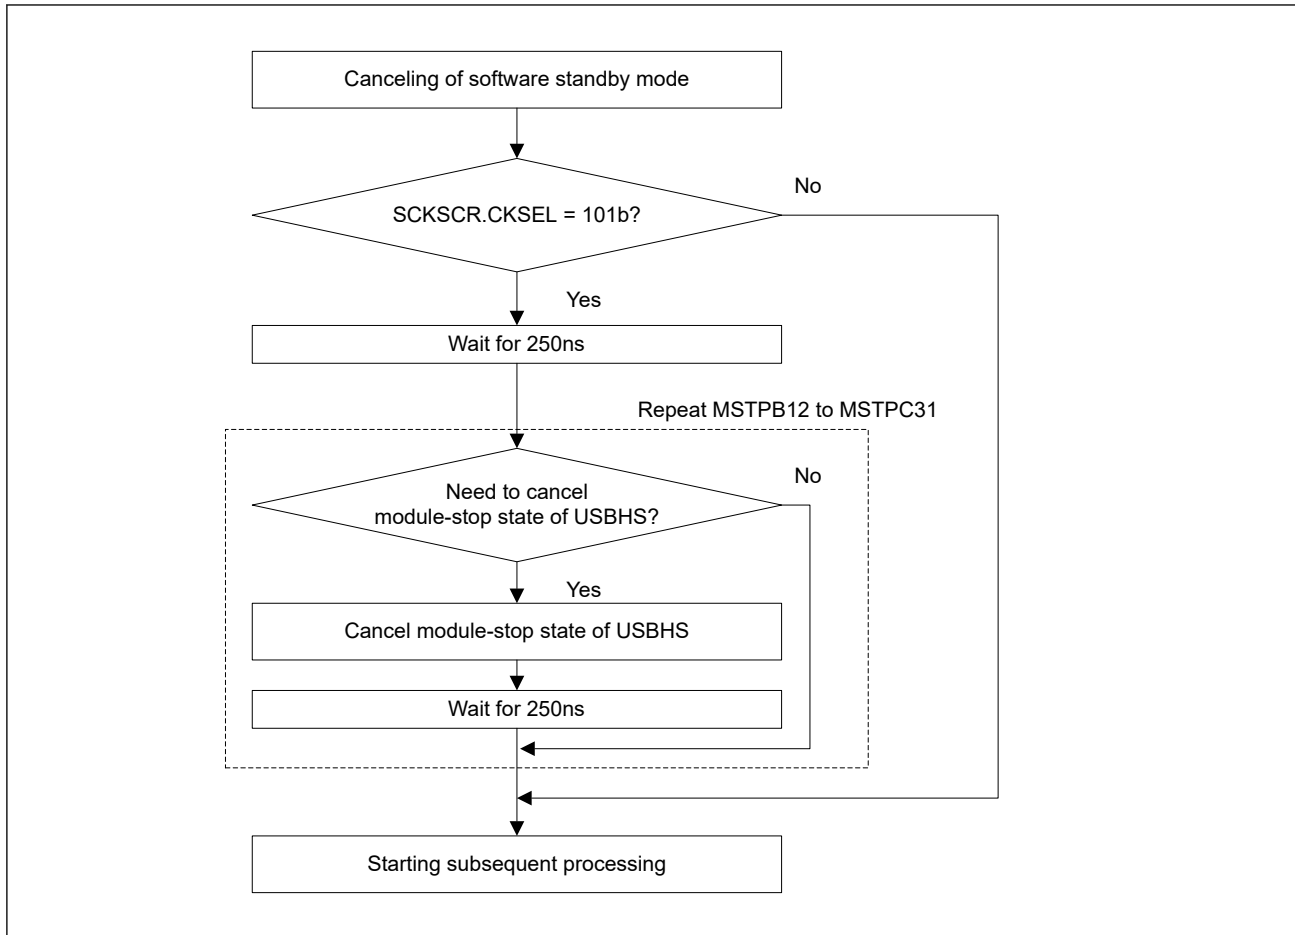 Canceling of software standby mode
No
SCKSCR.CKSEL = 101b?
Yes
Wait for 250ns
Repeat MSTPB12 to MSTPC31
No
Need to cancel
module-stop state of USBHS?
Yes
Cancel module-stop state of USBHS
Wait for 250ns
Starting subsequent processing